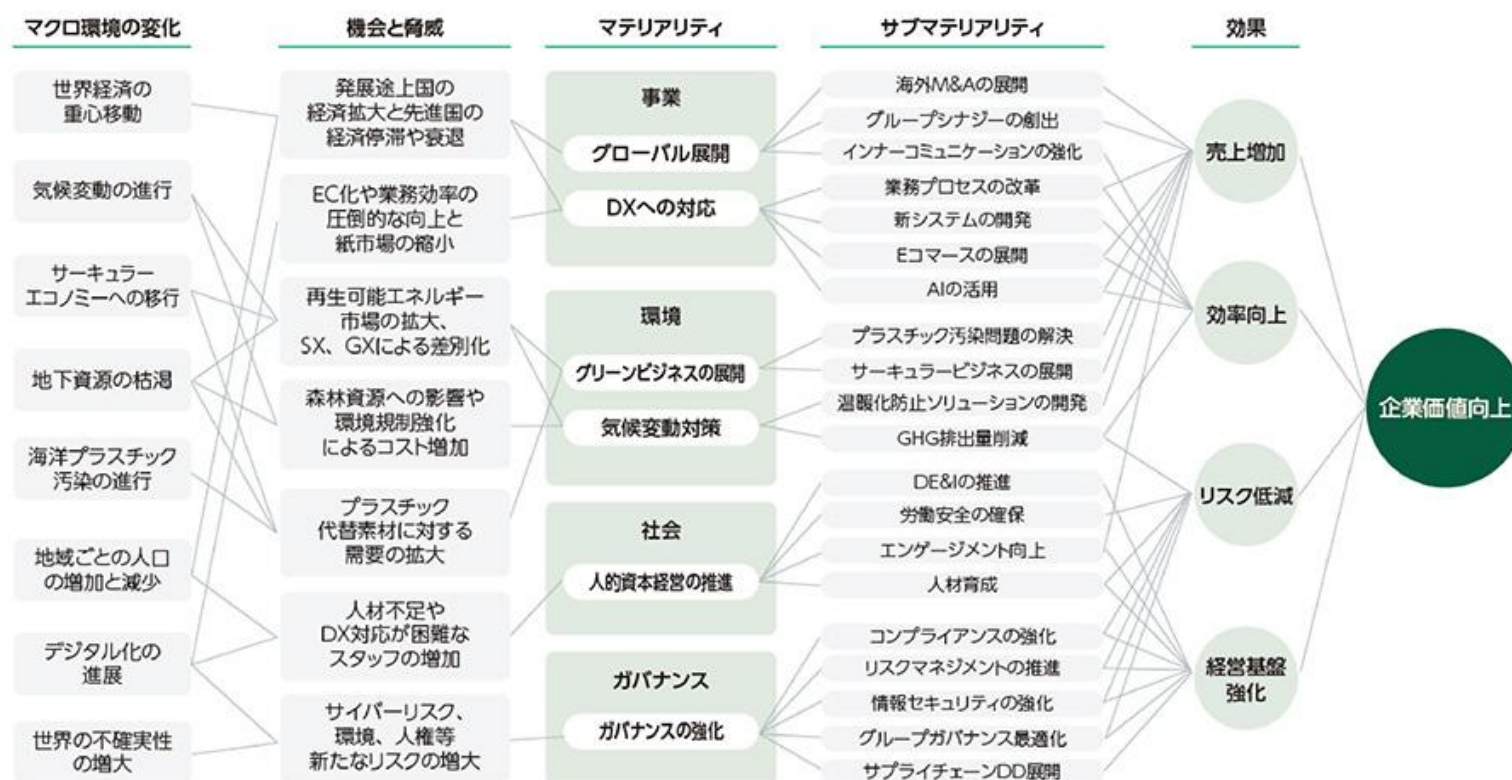 マクロ環境の変化
世界経済の
重心移動
気候変動の進行
サーキュラー
エコノミーへの移行
地下資源の枯渇
海洋プラスチック
汚染の進行
地域ごとの人口
の増加と減少
デジタル化の
進展
世界の不確実性
の増大
機会と脅威
発展途上国の
経済拡大と先進国の
経済停滞や衰退
EC化や業務効率の
圧倒的な向上と
紙市場の縮小
再生可能エネルギー
市場の拡大、
SX、GXによる差別化
森林資源への影響や
環境規制強化
によるコスト増加
プラスチック
代替素材に対する
需要の拡大
人材不足や
DX対応が困難な
スタッフの増加
サイバーリスク、
環境、人権等
新たなリスクの増大
マテリアリティ
事業
グローバル展開
DXへの対応
環境
グリーンビジネスの展開
気候変動対策
社会
人的資本経営の推進
ガバナンス
ガバナンスの強化
サブマテリアリティ
海外M&Aの展開
グループシナジーの創出
インナーコミュニケーションの強化
業務プロセスの改革
新システムの開発
Eコマースの展開
AIの活用
プラスチック汚染問題の解決
サーキュラービジネスの展開
温暖化防止ソリューションの開発
GHG排出量削減
DE&Iの推進
労働安全の確保
エンゲージメント向上
人材育成
コンプライアンスの強化
リスクマネジメントの推進
情報セキュリティの強化
グループガバナンス最適化
サプライチェーンDD展開
効果
売上増加
効率向上
リスク低減
経営基盤
強化
企業価値向上